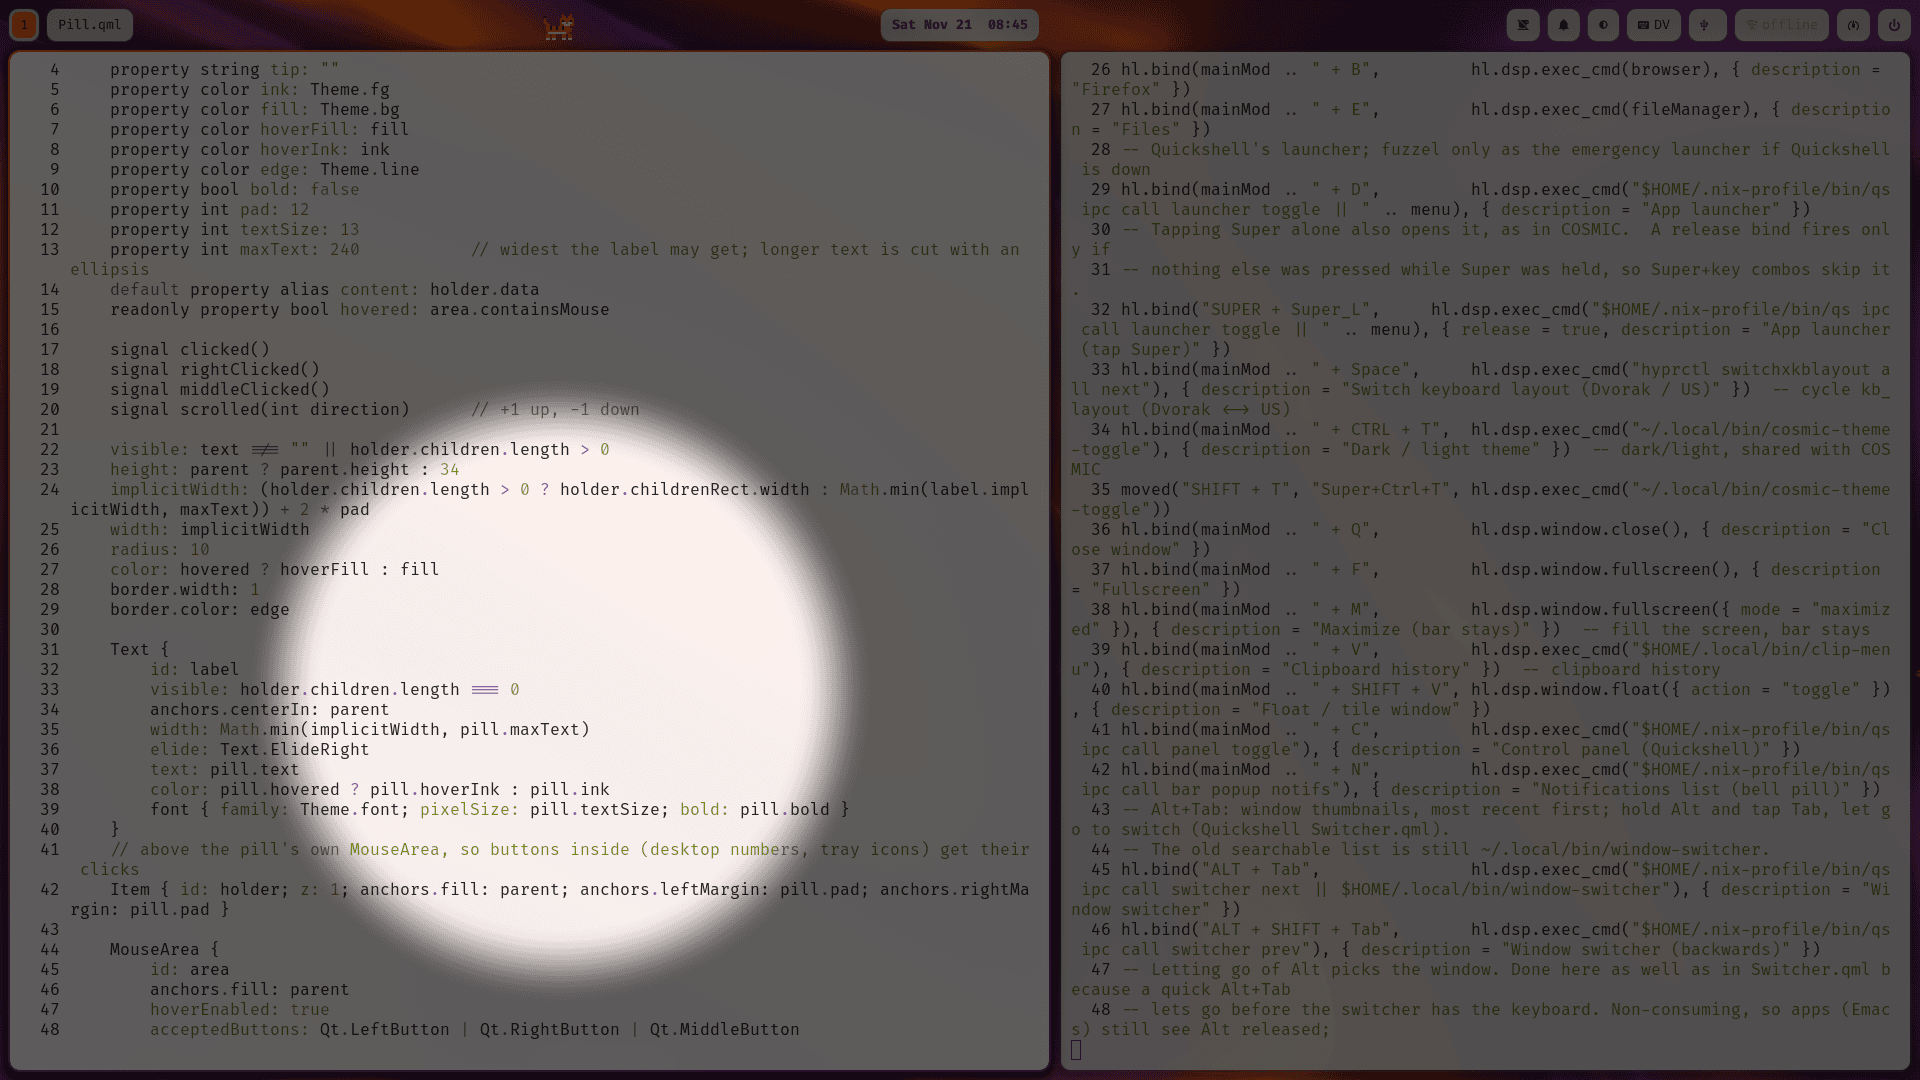 1 Pill.qml Sat Nov 21 08:45 DV offline
4 property string tip: ""
5 property color ink: Theme.fg
6 property color fill: Theme.bg
7 property color hoverFill: fill
8 property color hoverInk: ink
9 property color edge: Theme.line
10 property bool bold: false
11 property int pad: 12
12 property int textSize: 13
13 property int maxText: 240 // widest the label may get; longer text is cut with an
ellipsis
14 default property alias content: holder.data
15 readonly property bool hovered: area.containsMouse
16
17 signal clicked()
18 signal rightClicked()
19 signal middleClicked()
20 signal scrolled(int direction) // +1 up, -1 down
21
22 visible: text !== "" || holder.children.length > 0
23 height: parent ? parent.height : 34
24 implicitWidth: (holder.children.length > 0 ? holder.childrenRect.width : Math.min(label.impl
icitWidth, maxText)) + 2 * pad
25 width: implicitWidth
26 radius: 10
27 color: hovered ? hoverFill : fill
28 border.width: 1
29 border.color: edge
30
31 Text {
32 id: label
33 visible: holder.children.length === 0
34 anchors.centerIn: parent
35 width: Math.min(implicitWidth, pill.maxText)
36 elide: Text.ElideRight
37 text: pill.text
38 color: pill.hovered ? pill.hoverInk : pill.ink
39 font { family: Theme.font; pixelSize: pill.textSize; bold: pill.bold }
40 }
41 // above the pill's own MouseArea, so buttons inside (desktop numbers, tray icons) get their
clicks
42 Item { id: holder; z: 1; anchors.fill: parent; anchors.leftMargin: pill.pad; anchors.rightMa
rgin: pill.pad }
43
44 MouseArea {
45 id: area
46 anchors.fill: parent
47 hoverEnabled: true
48 acceptedButtons: Qt.LeftButton | Qt.RightButton | Qt.MiddleButton
26 hl.bind(mainMod .. " + B", hl.dsp.exec_cmd(browser), { description =
"Firefox" })
27 hl.bind(mainMod .. " + E", hl.dsp.exec_cmd(fileManager), { descriptio
n = "Files" })
28 -- Quickshell's launcher; fuzzel only as the emergency launcher if Quickshell
is down
29 hl.bind(mainMod .. " + D", hl.dsp.exec_cmd("$HOME/.nix-profile/bin/qs
ipc call launcher toggle || " .. menu), { description = "App launcher" })
30 -- Tapping Super alone also opens it, as in COSMIC. A release bind fires onl
y if
31 -- nothing else was pressed while Super was held, so Super+key combos skip it
.
32 hl.bind("SUPER + Super_L", hl.dsp.exec_cmd("$HOME/.nix-profile/bin/qs ipc
call launcher toggle || " .. menu), { release = true, description = "App launcher
(tap Super)" })
33 hl.bind(mainMod .. " + Space", hl.dsp.exec_cmd("hyprctl switchxkblayout a
ll next"), { description = "Switch keyboard layout (Dvorak / US)" }) -- cycle kb_
layout (Dvorak <-> US)
34 hl.bind(mainMod .. " + CTRL + T", hl.dsp.exec_cmd("~/.local/bin/cosmic-theme
-toggle"), { description = "Dark / light theme" }) -- dark/light, shared with COS
MIC
35 moved("SHIFT + T", "Super+Ctrl+T", hl.dsp.exec_cmd("~/.local/bin/cosmic-theme
-toggle"))
36 hl.bind(mainMod .. " + Q", hl.dsp.window.close(), { description = "Cl
ose window" })
37 hl.bind(mainMod .. " + F", hl.dsp.window.fullscreen(), { description
= "Fullscreen" })
38 hl.bind(mainMod .. " + M", hl.dsp.window.fullscreen({ mode = "maximiz
ed" }), { description = "Maximize (bar stays)" }) -- fill the screen, bar stays
39 hl.bind(mainMod .. " + V", hl.dsp.exec_cmd("$HOME/.local/bin/clip-men
u"), { description = "Clipboard history" }) -- clipboard history
40 hl.bind(mainMod .. " + SHIFT + V", hl.dsp.window.float({ action = "toggle" })
, { description = "Float / tile window" })
41 hl.bind(mainMod .. " + C", hl.dsp.exec_cmd("$HOME/.nix-profile/bin/qs
ipc call panel toggle"), { description = "Control panel (Quickshell)" })
42 hl.bind(mainMod .. " + N", hl.dsp.exec_cmd("$HOME/.nix-profile/bin/qs
ipc call bar popup notifs"), { description = "Notifications list (bell pill)" })
43 -- Alt+Tab: window thumbnails, most recent first; hold Alt and tap Tab, let g
o to switch (Quickshell Switcher.qml).
44 -- The old searchable list is still ~/.local/bin/window-switcher.
45 hl.bind("ALT + Tab", hl.dsp.exec_cmd("$HOME/.nix-profile/bin/qs
ipc call switcher next || $HOME/.local/bin/window-switcher"), { description = "Wi
ndow switcher" })
46 hl.bind("ALT + SHIFT + Tab", hl.dsp.exec_cmd("$HOME/.nix-profile/bin/qs
ipc call switcher prev"), { description = "Window switcher (backwards)" })
47 -- Letting go of Alt picks the window. Done here as well as in Switcher.qml b
ecause a quick Alt+Tab
48 -- lets go before the switcher has the keyboard. Non-consuming, so apps (Emac
s) still see Alt released;